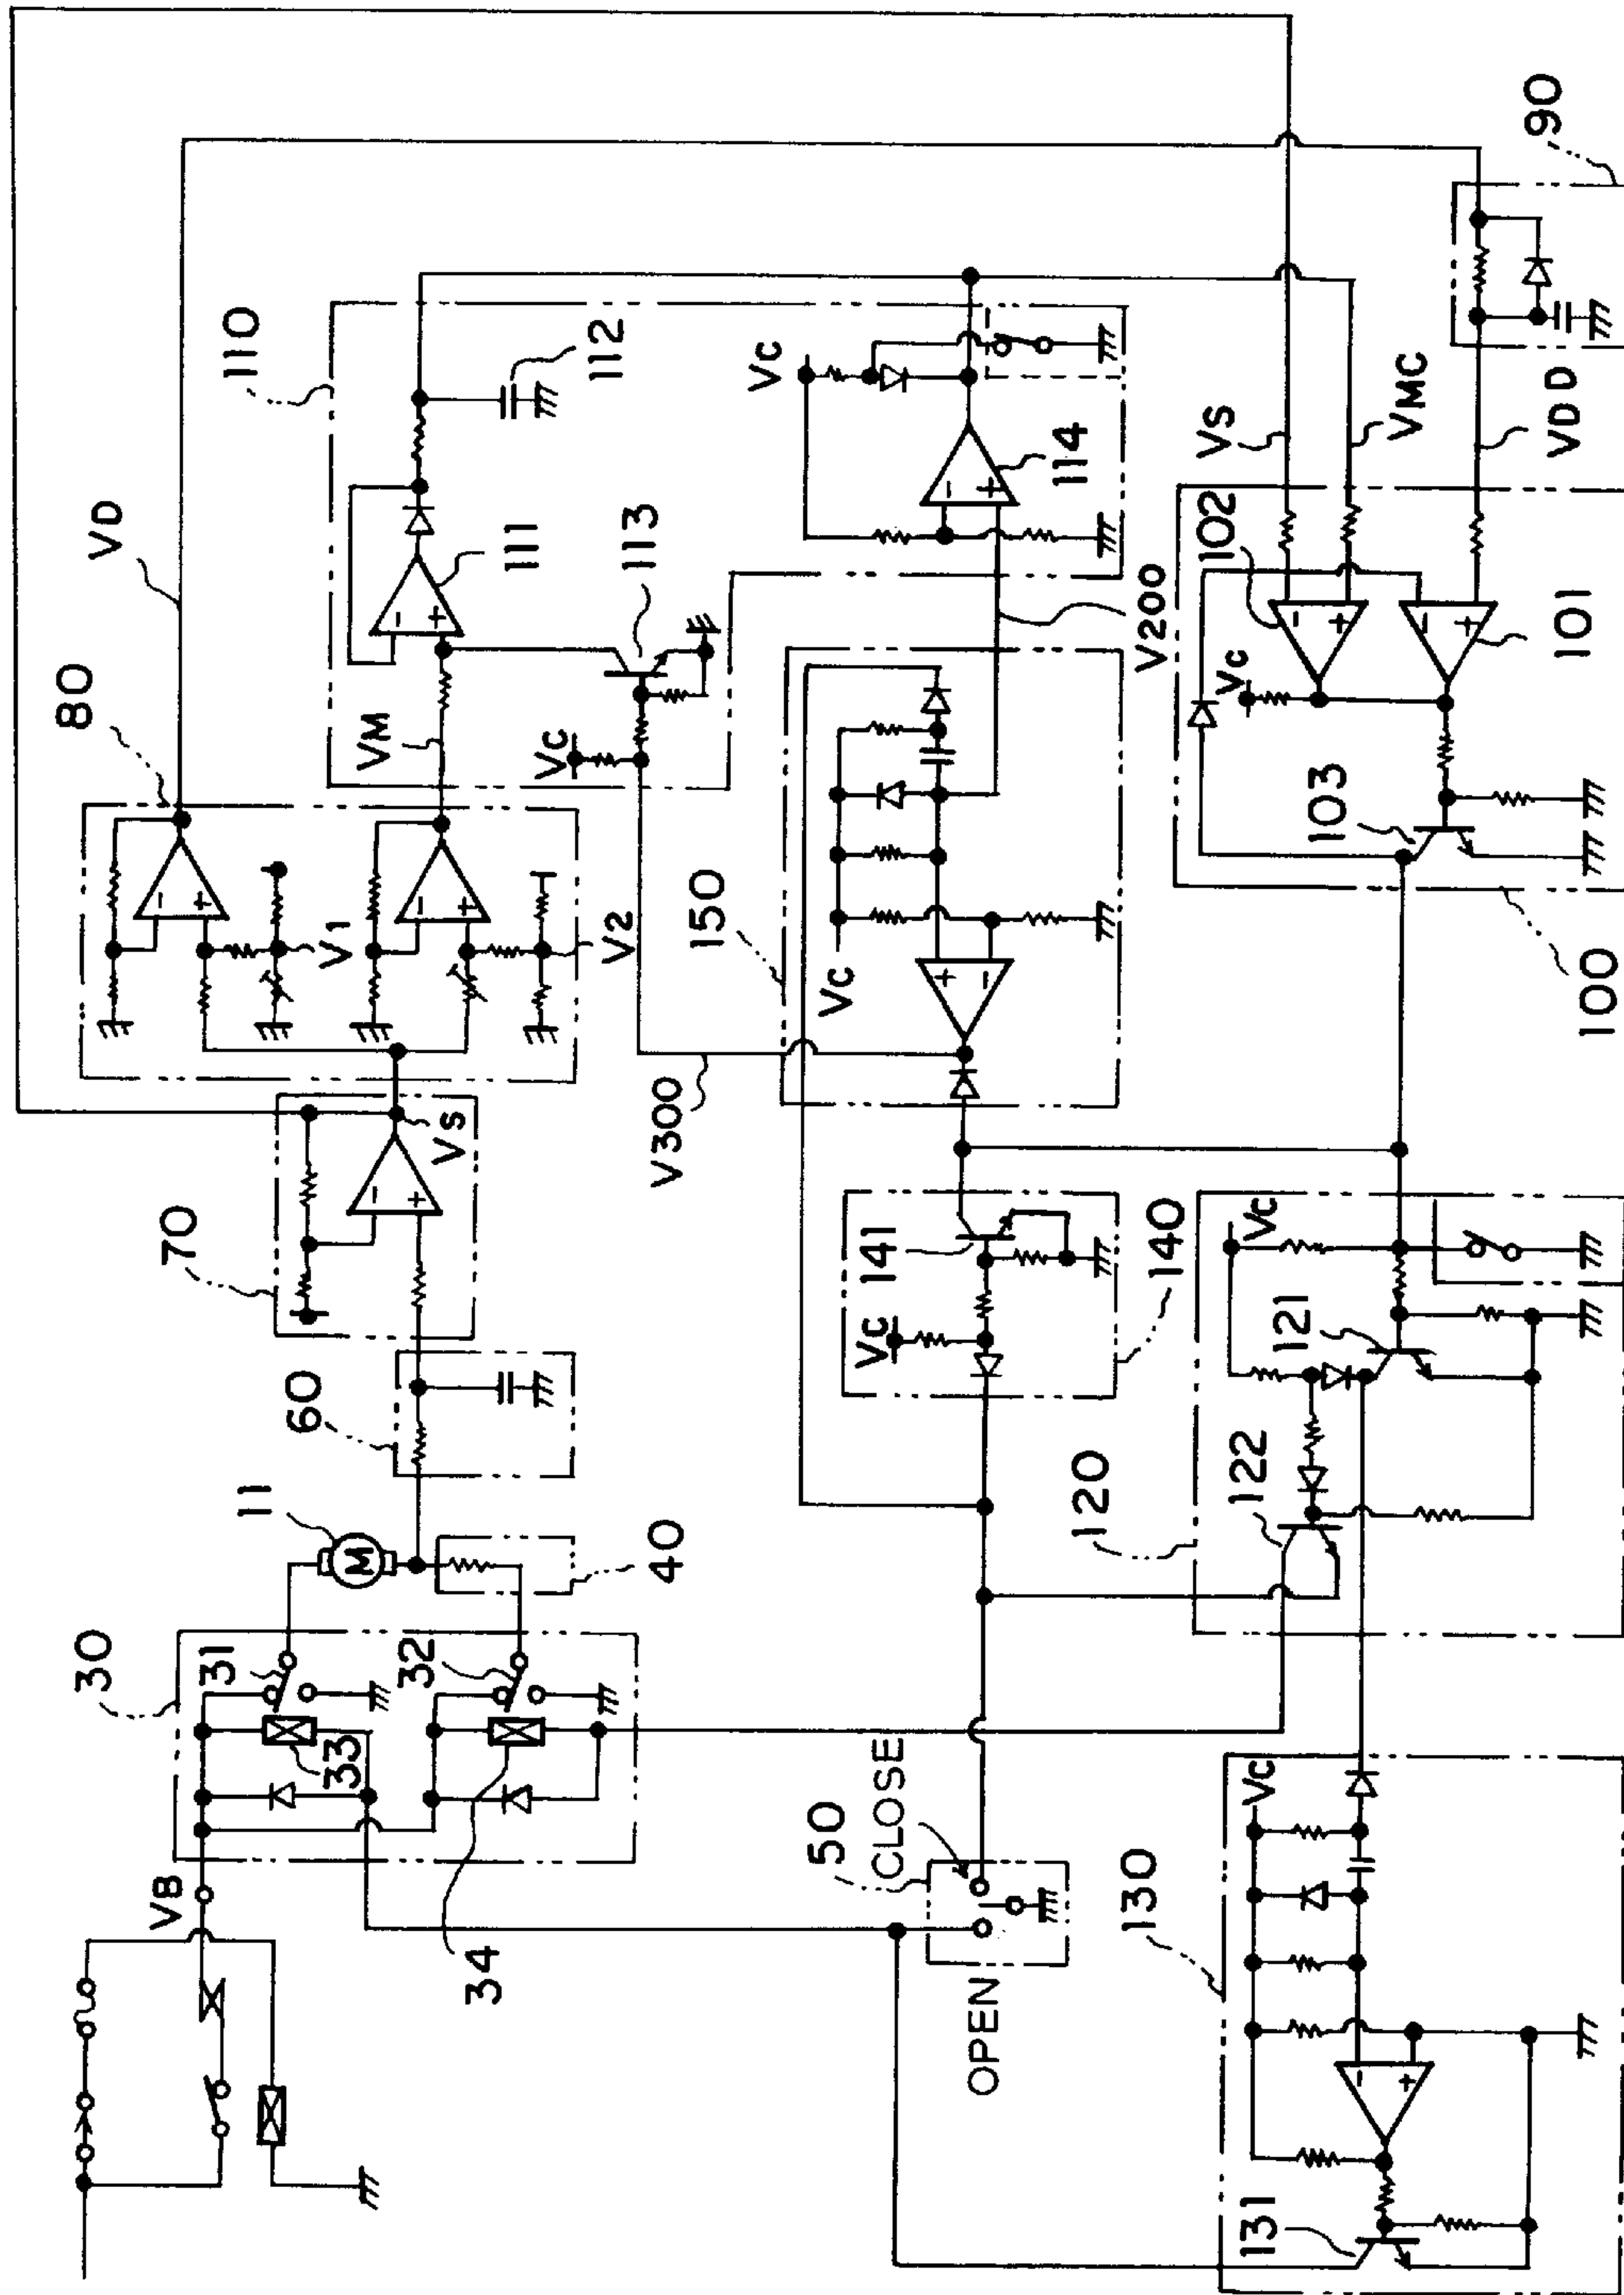 VB
30
31
32
33
34
11
40
60
70
VS
80
V1
V2
VD
VM
110
111
112
113
VC
VC
114
V200
V300
150
VC
50
CLOSE
OPEN
VC
141
140
120
122
121
VC
130
131
VC
100
103
VC
102
101
VS
VMC
VDD
90
M
- + - + - + - + - + + - - + - + - +